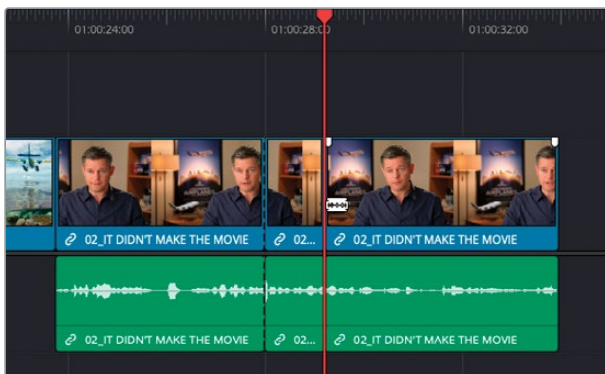 01:00:24:00 01:00:28:00 01:00:32:00
02_IT DIDN'T MAKE THE MOVIE 02... 02_IT DIDN'T MAKE THE MOVIE
02_IT DIDN'T MAKE THE MOVIE 02... 02_IT DIDN'T MAKE THE MOVIE